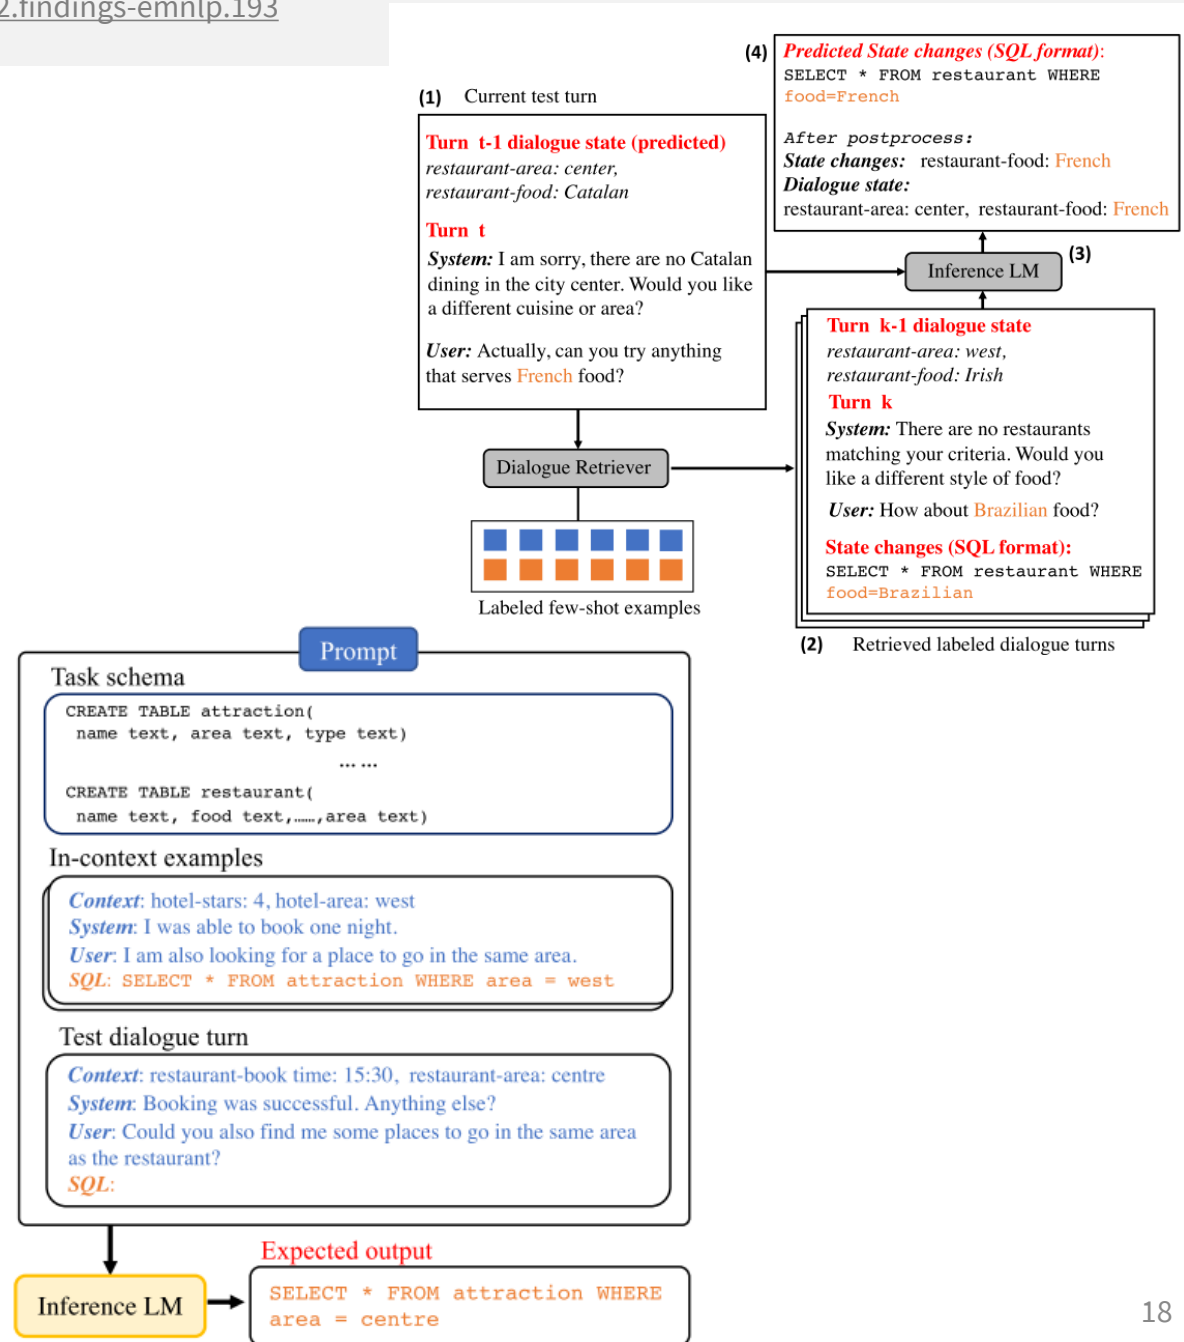 2.findings-emnlp.193
(1) Current test turn
Turn t-1 dialogue state (predicted)
restaurant-area: center,
restaurant-food: Catalan
Turn t
System: I am sorry, there are no Catalan
dining in the city center. Would you like
a different cuisine or area?
User: Actually, can you try anything
that serves French food?
Dialogue Retriever
Labeled few-shot examples
(4)
Predicted State changes (SQL format):
SELECT * FROM restaurant WHERE
food=French
After postprocess:
State changes: restaurant-food: French
Dialogue state:
restaurant-area: center, restaurant-food: French
Inference LM
(3)
Turn k-1 dialogue state
restaurant-area: west,
restaurant-food: Irish
Turn k
System: There are no restaurants
matching your criteria. Would you
like a different style of food?
User: How about Brazilian food?
State changes (SQL format):
SELECT * FROM restaurant WHERE
food=Brazilian
(2) Retrieved labeled dialogue turns
Prompt
Task schema
CREATE TABLE attraction(
name text, area text, type text)
... ...
CREATE TABLE restaurant(
name text, food text,……,area text)
In-context examples
Context: hotel-stars: 4, hotel-area: west
System: I was able to book one night.
User: I am also looking for a place to go in the same area.
SQL: SELECT * FROM attraction WHERE area = west
Test dialogue turn
Context: restaurant-book time: 15:30, restaurant-area: centre
System: Booking was successful. Anything else?
User: Could you also find me some places to go in the same area
as the restaurant?
SQL:
Inference LM
Expected output
SELECT * FROM attraction WHERE
area = centre
18